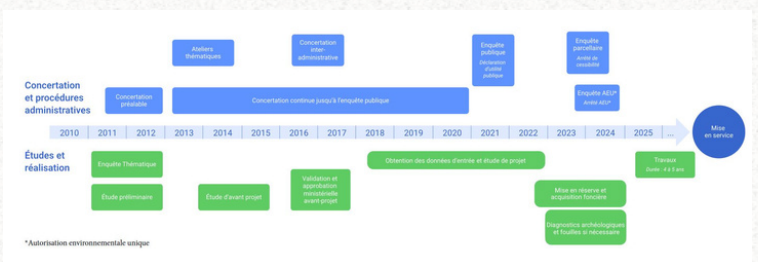 Ateliers
thématiques
Concertation
inter-
administrative
Enquête
publique
Déclaration
d'utilité
publique
Enquête
parcellaire
Arrêté de
cessibilité
Concertation
et procédures
administratives
Concertation
préalable
Concertation continue jusqu'à l'enquête publique
Enquête AEU*
Arrêté AEU*
2010 2011 2012 2013 2014 2015 2016 2017 2018 2019 2020 2021 2022 2023 2024 2025 ...
Mise
en service
Études et
réalisation
Enquête Thématique
Obtention des données d'entrée et étude de projet
Travaux
Durée - 4 à 5 ans
Étude préliminaire
Étude d'avant projet
Validation et
approbation
ministérielle
avant-projet
Mise en réserve et
acquisition foncière
Diagnostics archéologiques
et fouilles si nécessaire
*Autorisation environnementale unique